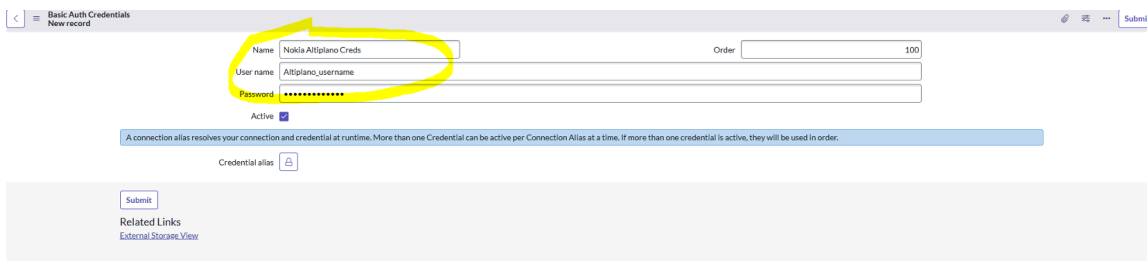 Basic Auth Credentials
New record
Submi
Name Nokia Altiplano Creds Order 100
User name Altiplano_username
Password •••••••••••••
Active
A connection alias resolves your connection and credential at runtime. More than one Credential can be active per Connection Alias at a time. If more than one credential is active, they will be used in order.
Credential alias
Submit
Related Links
External Storage View